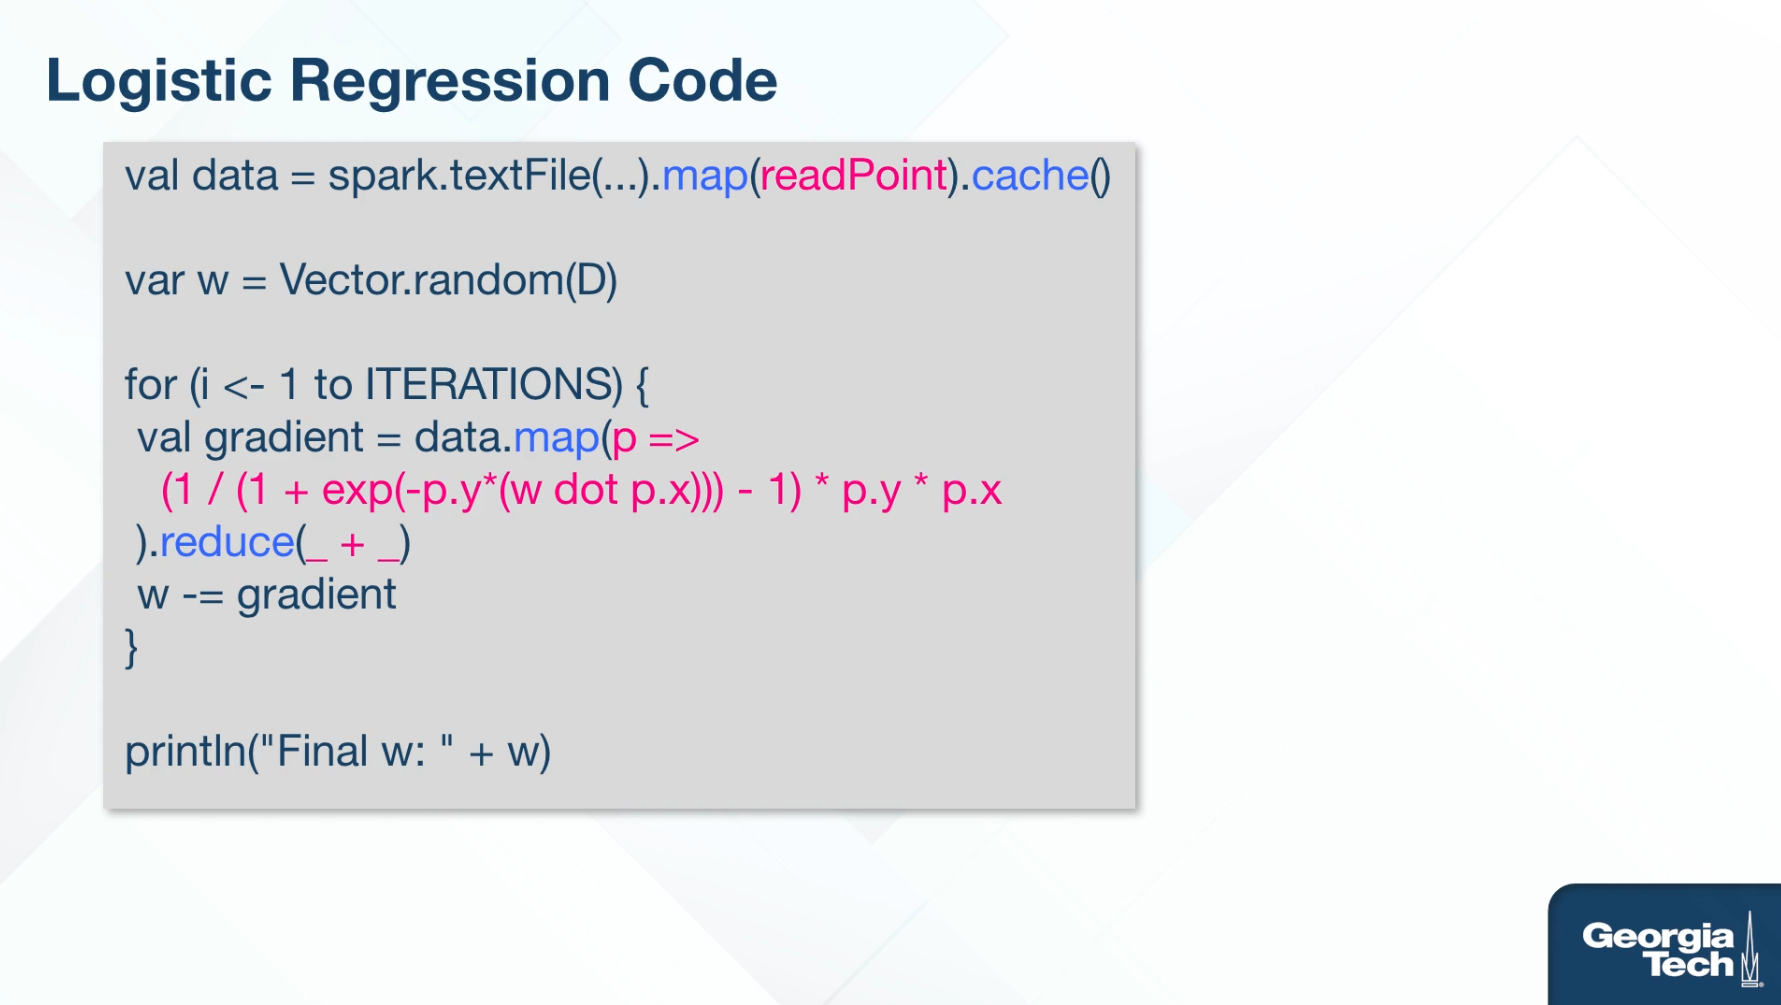 Logistic Regression Code
val data = spark.textFile(...).map(readPoint).cache()
var w = Vector.random(D)
for (i <- 1 to ITERATIONS) {
val gradient = data.map(p =>
(1 / (1 + exp(-p.y*(w dot p.x))) - 1) * p.y * p.x
).reduce(_ + _)
w -= gradient
}
println("Final w: " + w)
Georgia
Tech